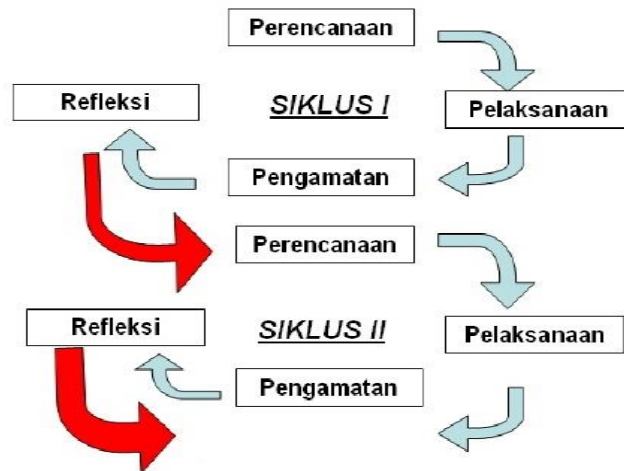 Perencanaan
Refleksi
SIKLUS I
Pelaksanaan
Pengamatan
Perencanaan
Refleksi
SIKLUS II
Pelaksanaan
Pengamatan